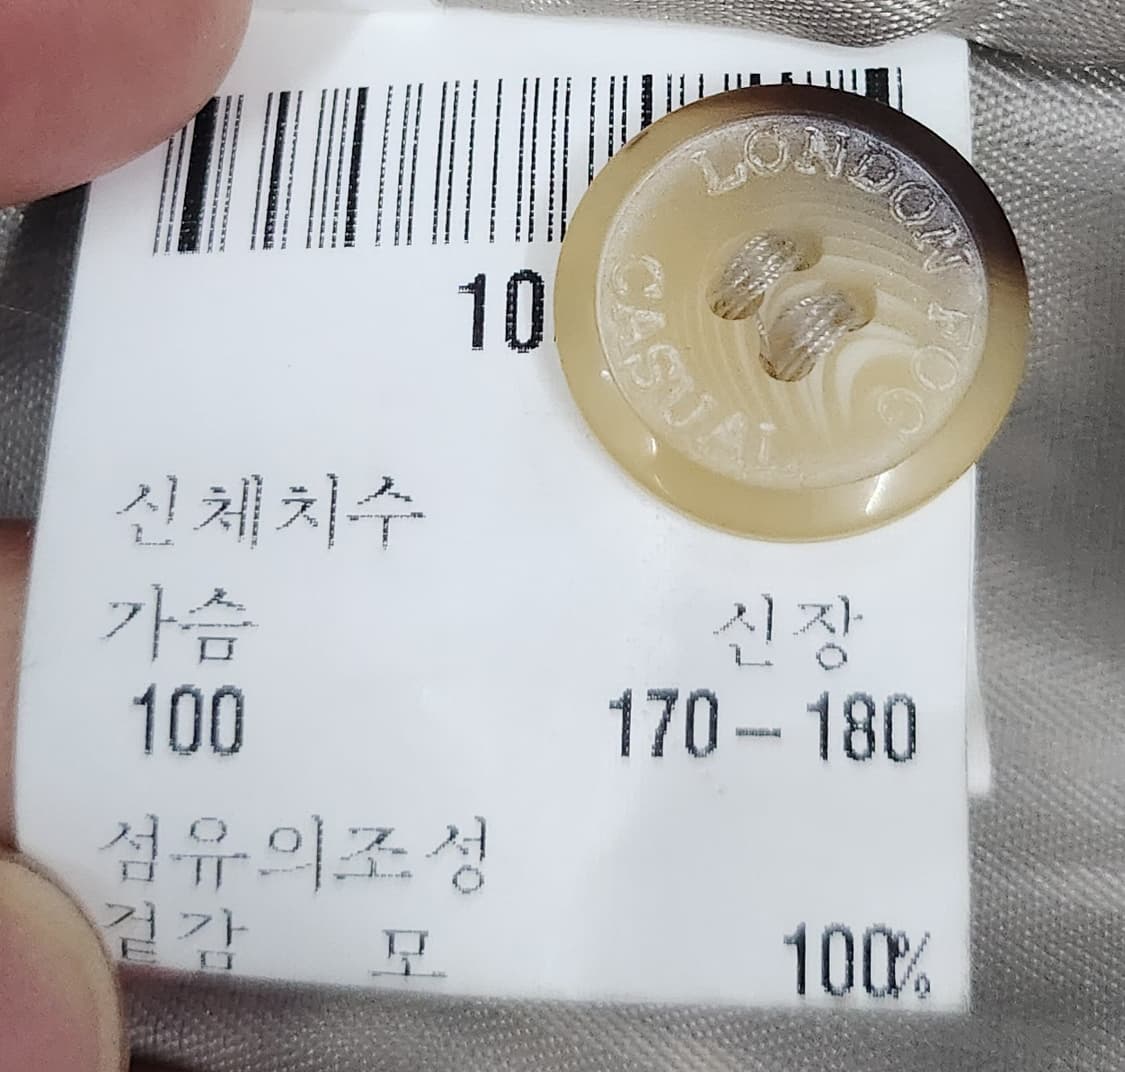 10
LONDON FOG
CASUAL
신체치수
가슴 신장
100 170-180
섬유의조성
겉감 모 100%